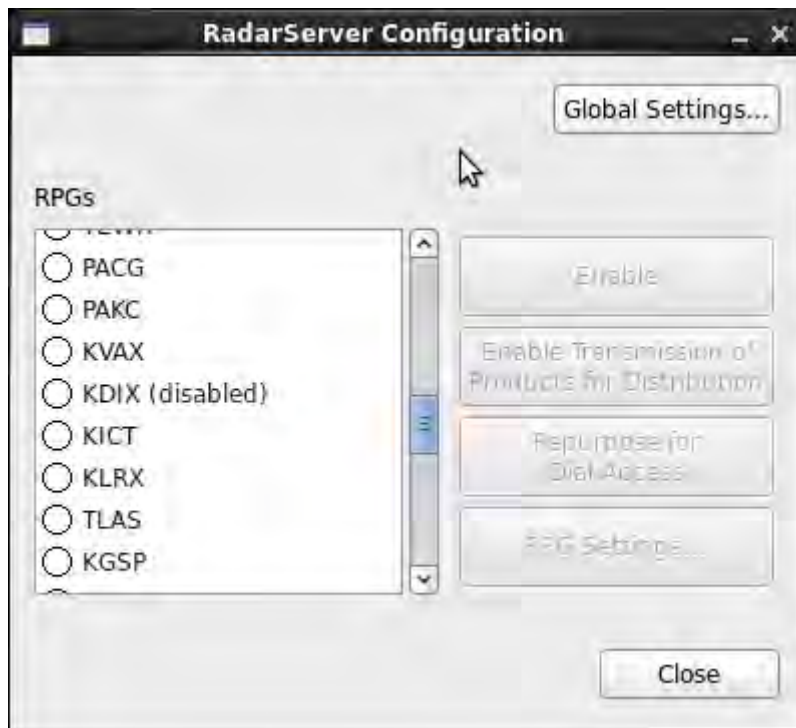 RadarServer Configuration
Global Settings...
RPGs
PACG
PAKC
KVAX
KDIX (disabled)
KICT
KLRX
TLAS
KGSP
Enable
Enable Transmission of
Products for Distribution
Repurpose for
Dial Access
RPG Settings...
Close